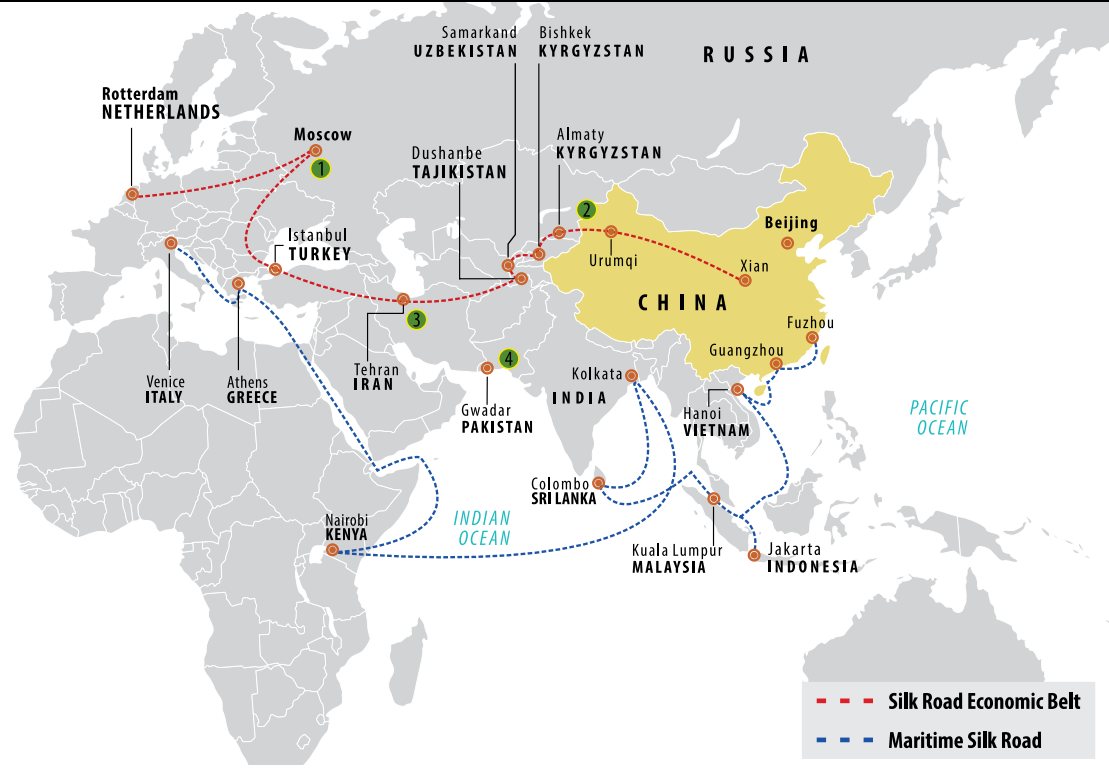 Samarkand
UZBEKISTAN
Bishkek
KYRGYZSTAN
RUSSIA
Rotterdam
NETHERLANDS
Moscow
1
Almaty
KYRGYZSTAN
Dushanbe
TAJIKISTAN
2
Beijing
Istanbul
TURKEY
Urumqi
Xian
CHINA
3
Fuzhou
Guangzhou
4
Venice
ITALY
Athens
GREECE
Tehran
IRAN
Kolkata
INDIA
Gwadar
PAKISTAN
Hanoi
VIETNAM
PACIFIC
OCEAN
Colombo
SRI LANKA
Nairobi
KENYA
INDIAN
OCEAN
Kuala Lumpur
MALAYSIA
Jakarta
INDONESIA
Silk Road Economic Belt
Maritime Silk Road